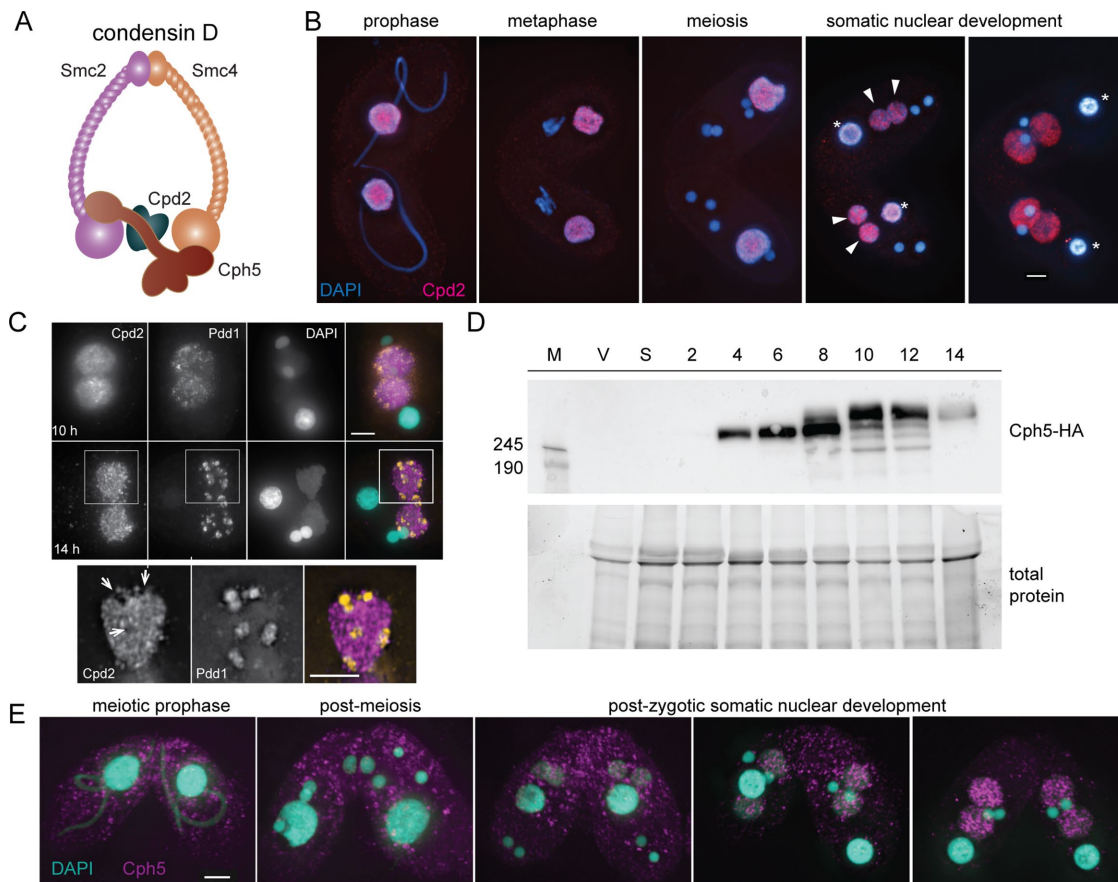 A
condensin D
Smc2 Smc4
Cpd2
Cph5
B
prophase metaphase meiosis somatic nuclear development
* * * *
DAPI Cpd2
C
Cpd2 Pdd1 DAPI
10 h
14 h
Cpd2 Pdd1
D
M V S 2 4 6 8 10 12 14
245
190
Cph5-HA
total
protein
E
meiotic prophase post-meiosis post-zygotic somatic nuclear development
DAPI Cph5